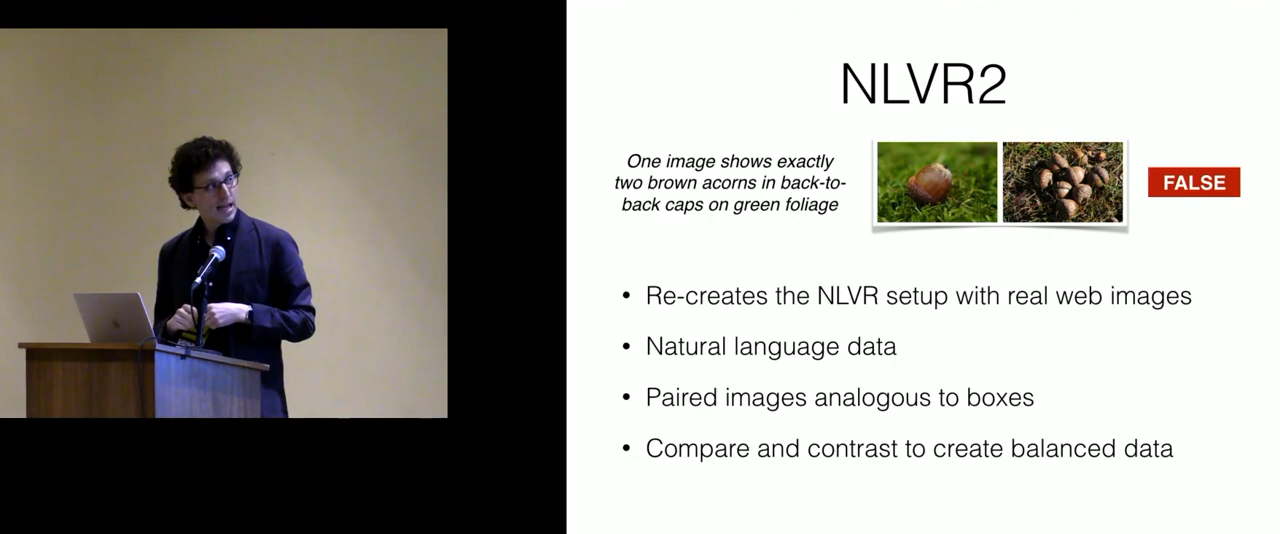 NLVR2
One image shows exactly
two brown acorns in back-to-
back caps on green foliage
FALSE
• Re-creates the NLVR setup with real web images
• Natural language data
• Paired images analogous to boxes
• Compare and contrast to create balanced data